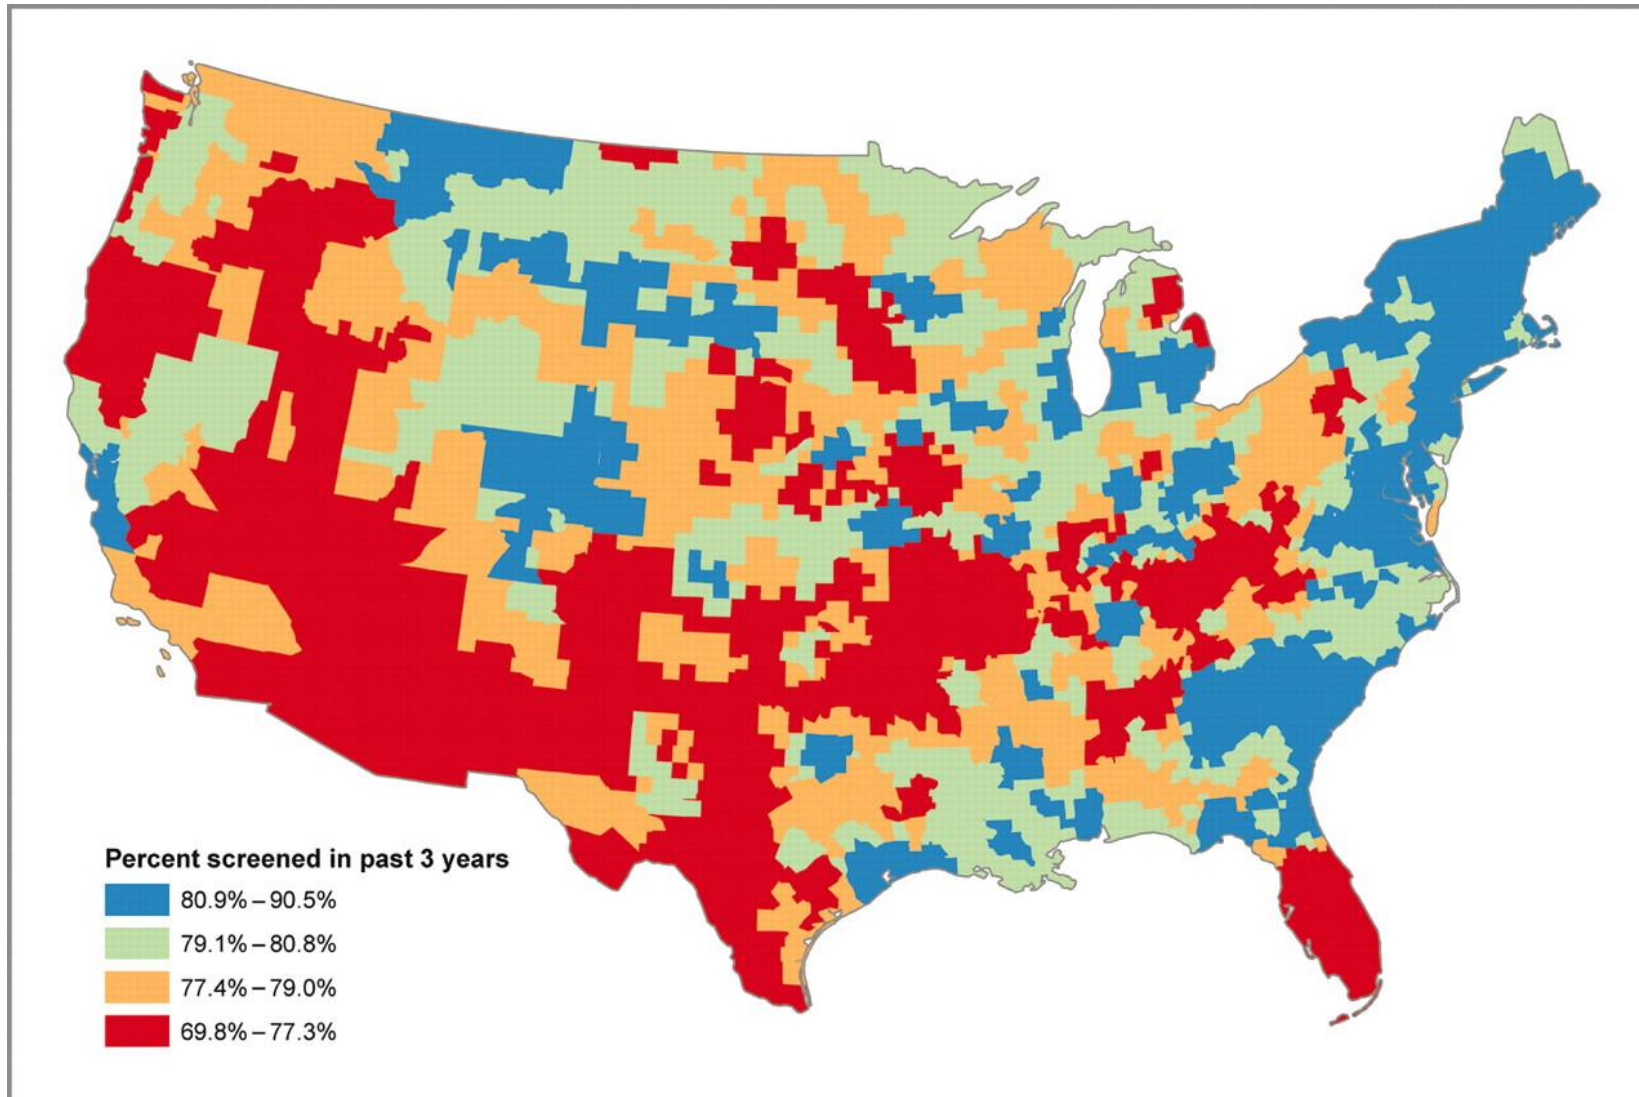 Percent screened in past 3 years
80.9% – 90.5%
79.1% – 80.8%
77.4% – 79.0%
69.8% – 77.3%